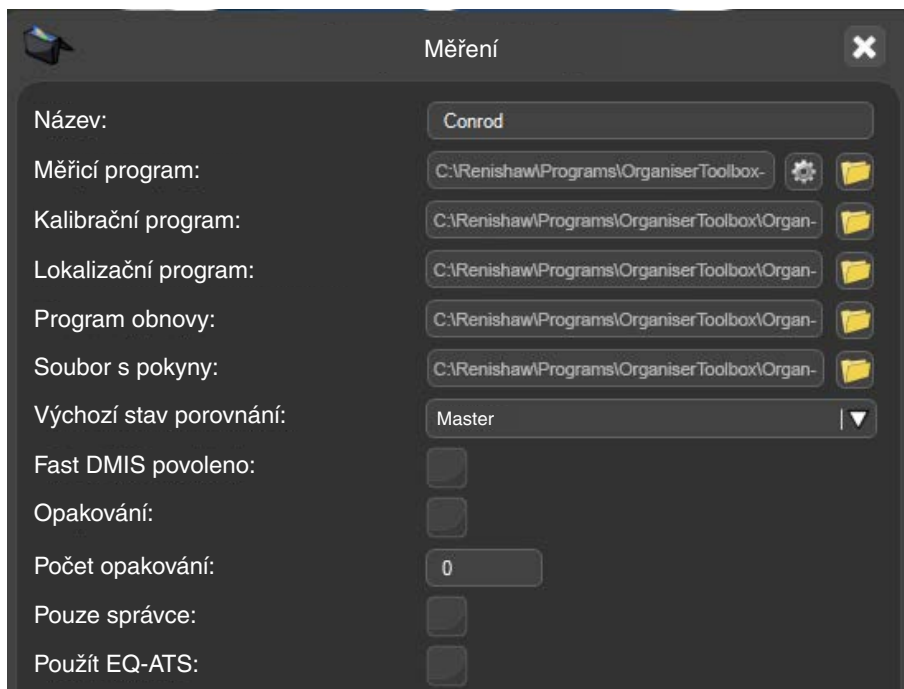 Měření
Název: Conrod
Měřicí program: C:\Renishaw\Programs\OrganiserToolbox-
Kalibrační program: C:\Renishaw\Programs\OrganiserToolbox\Organ-
Lokalizační program: C:\Renishaw\Programs\OrganiserToolbox\Organ-
Program obnovy: C:\Renishaw\Programs\OrganiserToolbox\Organ-
Soubor s pokyny: C:\Renishaw\Programs\OrganiserToolbox\Organ-
Výchozí stav porovnání: Master
Fast DMIS povoleno:
Opakování:
Počet opakování: 0
Pouze správce:
Použít EQ-ATS: